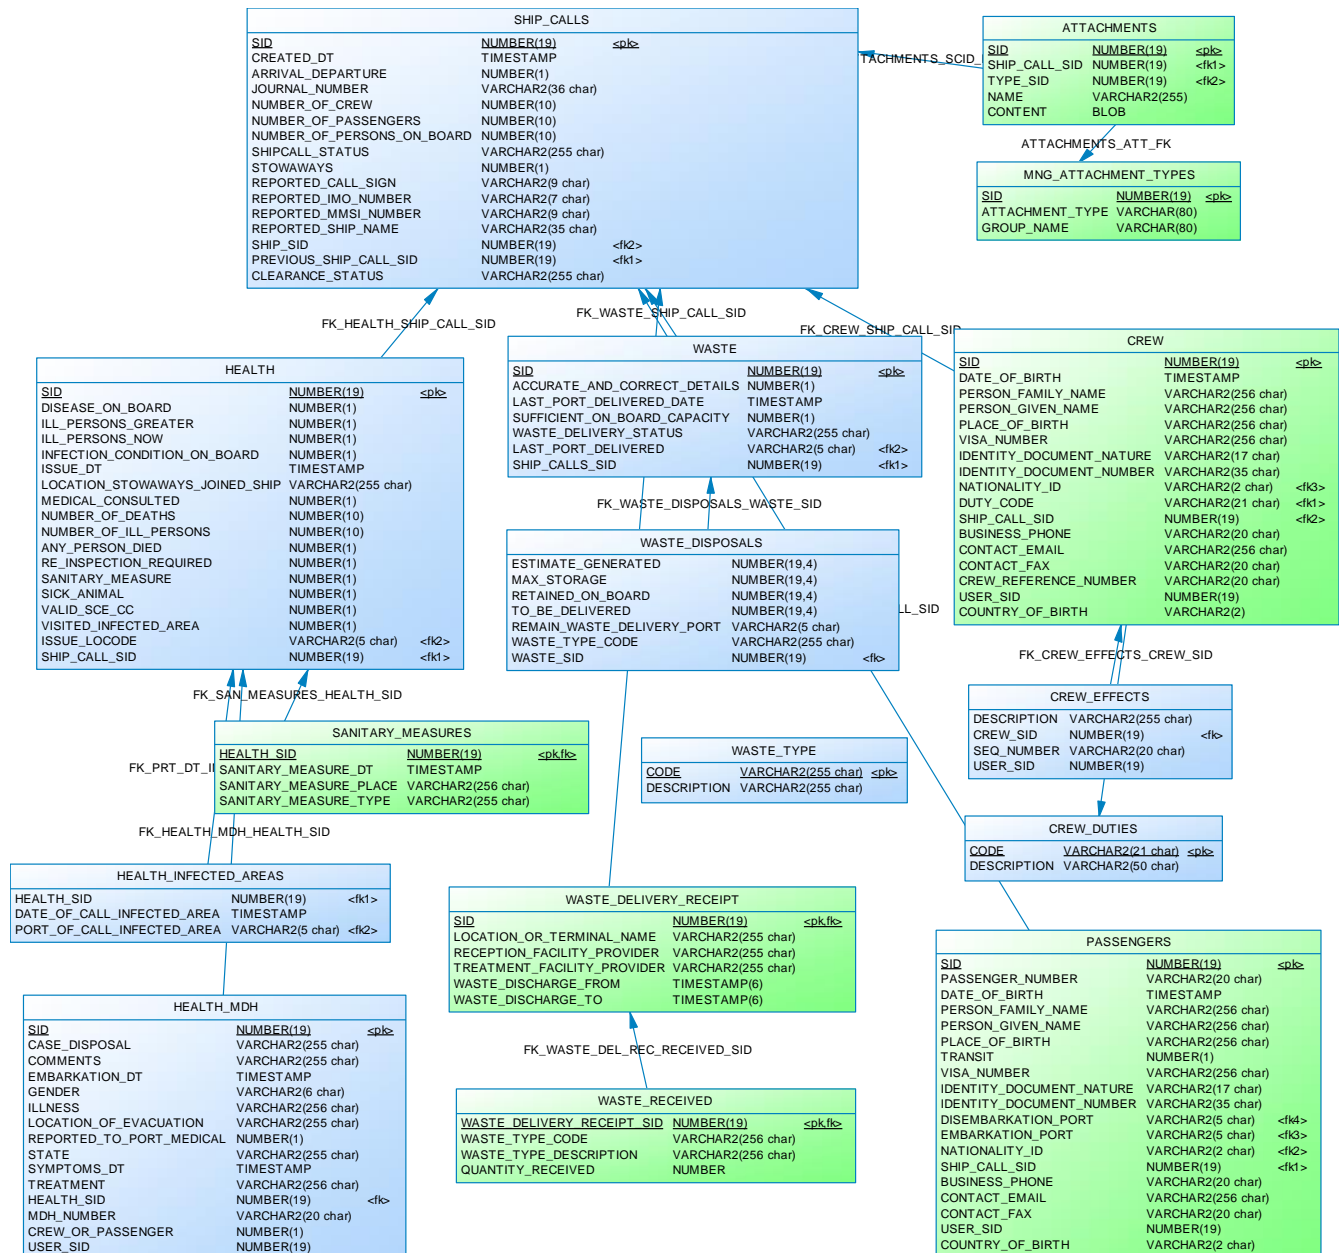 SHIP_CALLS
SID NUMBER(19) <pk>
CREATED_DT TIMESTAMP
ARRIVAL_DEPARTURE NUMBER(1)
JOURNAL_NUMBER VARCHAR2(36 char)
NUMBER_OF_CREW NUMBER(10)
NUMBER_OF_PASSENGERS NUMBER(10)
NUMBER_OF_PERSONS_ON_BOARD NUMBER(10)
SHIPCALL_STATUS VARCHAR2(255 char)
STOWAWAYS NUMBER(1)
REPORTED_CALL_SIGN VARCHAR2(9 char)
REPORTED_IMO_NUMBER VARCHAR2(7 char)
REPORTED_MMSI_NUMBER VARCHAR2(9 char)
REPORTED_SHIP_NAME VARCHAR2(35 char)
SHIP_SID NUMBER(19) <fk2>
PREVIOUS_SHIP_CALL_SID NUMBER(19) <fk1>
CLEARANCE_STATUS VARCHAR2(255 char)
TACHMENTS_SCID_
ATTACHMENTS
SID NUMBER(19) <pk>
SHIP_CALL_SID NUMBER(19) <fk1>
TYPE_SID NUMBER(19) <fk2>
NAME VARCHAR2(255)
CONTENT BLOB
ATTACHMENTS_ATT_FK
MNG_ATTACHMENT_TYPES
SID NUMBER(19) <pk>
ATTACHMENT_TYPE VARCHAR(80)
GROUP_NAME VARCHAR(80)
FK_HEALTH_SHIP_CALL_SID
FK_WASTE_SHIP_CALL_SID
FK_CREW_SHIP_CALL_SID
HEALTH
SID NUMBER(19) <pk>
DISEASE_ON_BOARD NUMBER(1)
ILL_PERSONS_GREATER NUMBER(1)
ILL_PERSONS_NOW NUMBER(1)
INFECTION_CONDITION_ON_BOARD NUMBER(1)
ISSUE_DT TIMESTAMP
LOCATION_STOWAWAYS_JOINED_SHIP VARCHAR2(255 char)
MEDICAL_CONSULTED NUMBER(1)
NUMBER_OF_DEATHS NUMBER(10)
NUMBER_OF_ILL_PERSONS NUMBER(10)
ANY_PERSON_DIED NUMBER(1)
RE_INSPECTION_REQUIRED NUMBER(1)
SANITARY_MEASURE NUMBER(1)
SICK_ANIMAL NUMBER(1)
VALID_SCE_CC NUMBER(1)
VISITED_INFECTED_AREA NUMBER(1)
ISSUE_LOCODE VARCHAR2(5 char) <fk2>
SHIP_CALL_SID NUMBER(19) <fk1>
WASTE
SID NUMBER(19) <pk>
ACCURATE_AND_CORRECT_DETAILS NUMBER(1)
LAST_PORT_DELIVERED_DATE TIMESTAMP
SUFFICIENT_ON_BOARD_CAPACITY NUMBER(1)
WASTE_DELIVERY_STATUS VARCHAR2(255 char)
LAST_PORT_DELIVERED VARCHAR2(5 char) <fk2>
SHIP_CALLS_SID NUMBER(19) <fk1>
FK_WASTE_DISPOSALS_WASTE_SID
CREW
SID NUMBER(19) <pk>
DATE_OF_BIRTH TIMESTAMP
PERSON_FAMILY_NAME VARCHAR2(256 char)
PERSON_GIVEN_NAME VARCHAR2(256 char)
PLACE_OF_BIRTH VARCHAR2(256 char)
VISA_NUMBER VARCHAR2(256 char)
IDENTITY_DOCUMENT_NATURE VARCHAR2(17 char)
IDENTITY_DOCUMENT_NUMBER VARCHAR2(35 char)
NATIONALITY_ID VARCHAR2(2 char) <fk3>
DUTY_CODE VARCHAR2(21 char) <fk1>
SHIP_CALL_SID NUMBER(19) <fk2>
BUSINESS_PHONE VARCHAR2(20 char)
CONTACT_EMAIL VARCHAR2(256 char)
CONTACT_FAX VARCHAR2(20 char)
CREW_REFERENCE_NUMBER VARCHAR2(20 char)
USER_SID NUMBER(19)
COUNTRY_OF_BIRTH VARCHAR2(2)
WASTE_DISPOSALS
ESTIMATE_GENERATED NUMBER(19,4)
MAX_STORAGE NUMBER(19,4)
RETAINED_ON_BOARD NUMBER(19,4)
TO_BE_DELIVERED NUMBER(19,4)
REMAIN_WASTE_DELIVERY_PORT VARCHAR2(5 char)
WASTE_TYPE_CODE VARCHAR2(255 char)
WASTE_SID NUMBER(19) <fk>
LL_SID
FK_CREW_EFFECTS_CREW_SID
FK_SAN_MEASURES_HEALTH_SID
CREW_EFFECTS
DESCRIPTION VARCHAR2(255 char)
CREW_SID NUMBER(19) <fk>
SEQ_NUMBER VARCHAR2(20 char)
USER_SID NUMBER(19)
SANITARY_MEASURES
HEALTH_SID NUMBER(19) <pk,fk>
SANITARY_MEASURE_DT TIMESTAMP
SANITARY_MEASURE_PLACE VARCHAR2(256 char)
SANITARY_MEASURE_TYPE VARCHAR2(255 char)
FK_PRT_DT_I
FK_HEALTH_MDH_HEALTH_SID
WASTE_TYPE
CODE VARCHAR2(255 char) <pk>
DESCRIPTION VARCHAR2(255 char)
CREW_DUTIES
CODE VARCHAR2(21 char) <pk>
DESCRIPTION VARCHAR2(50 char)
HEALTH_INFECTED_AREAS
HEALTH_SID NUMBER(19) <fk1>
DATE_OF_CALL_INFECTED_AREA TIMESTAMP
PORT_OF_CALL_INFECTED_AREA VARCHAR2(5 char) <fk2>
WASTE_DELIVERY_RECEIPT
SID NUMBER(19) <pk,fk>
LOCATION_OR_TERMINAL_NAME VARCHAR2(255 char)
RECEPTION_FACILITY_PROVIDER VARCHAR2(255 char)
TREATMENT_FACILITY_PROVIDER VARCHAR2(255 char)
WASTE_DISCHARGE_FROM TIMESTAMP(6)
WASTE_DISCHARGE_TO TIMESTAMP(6)
FK_WASTE_DEL_REC_RECEIVED_SID
HEALTH_MDH
SID NUMBER(19) <pk>
CASE_DISPOSAL VARCHAR2(255 char)
COMMENTS VARCHAR2(255 char)
EMBARKATION_DT TIMESTAMP
GENDER VARCHAR2(6 char)
ILLNESS VARCHAR2(256 char)
LOCATION_OF_EVACUATION VARCHAR2(255 char)
REPORTED_TO_PORT_MEDICAL NUMBER(1)
STATE VARCHAR2(255 char)
SYMPTOMS_DT TIMESTAMP
TREATMENT VARCHAR2(256 char)
HEALTH_SID NUMBER(19) <fk>
MDH_NUMBER VARCHAR2(20 char)
CREW_OR_PASSENGER NUMBER(1)
USER_SID NUMBER(19)
WASTE_RECEIVED
WASTE_DELIVERY_RECEIPT_SID NUMBER(19) <pk,fk>
WASTE_TYPE_CODE VARCHAR2(256 char)
WASTE_TYPE_DESCRIPTION VARCHAR2(256 char)
QUANTITY_RECEIVED NUMBER
PASSENGERS
SID NUMBER(19) <pk>
PASSENGER_NUMBER VARCHAR2(20 char)
DATE_OF_BIRTH TIMESTAMP
PERSON_FAMILY_NAME VARCHAR2(256 char)
PERSON_GIVEN_NAME VARCHAR2(256 char)
PLACE_OF_BIRTH VARCHAR2(256 char)
TRANSIT NUMBER(1)
VISA_NUMBER VARCHAR2(256 char)
IDENTITY_DOCUMENT_NATURE VARCHAR2(17 char)
IDENTITY_DOCUMENT_NUMBER VARCHAR2(35 char)
DISEMBARKATION_PORT VARCHAR2(5 char) <fk4>
EMBARKATION_PORT VARCHAR2(5 char) <fk3>
NATIONALITY_ID VARCHAR2(2 char) <fk2>
SHIP_CALL_SID NUMBER(19) <fk1>
BUSINESS_PHONE VARCHAR2(20 char)
CONTACT_EMAIL VARCHAR2(256 char)
CONTACT_FAX VARCHAR2(20 char)
USER_SID NUMBER(19)
COUNTRY_OF_BIRTH VARCHAR2(2 char)